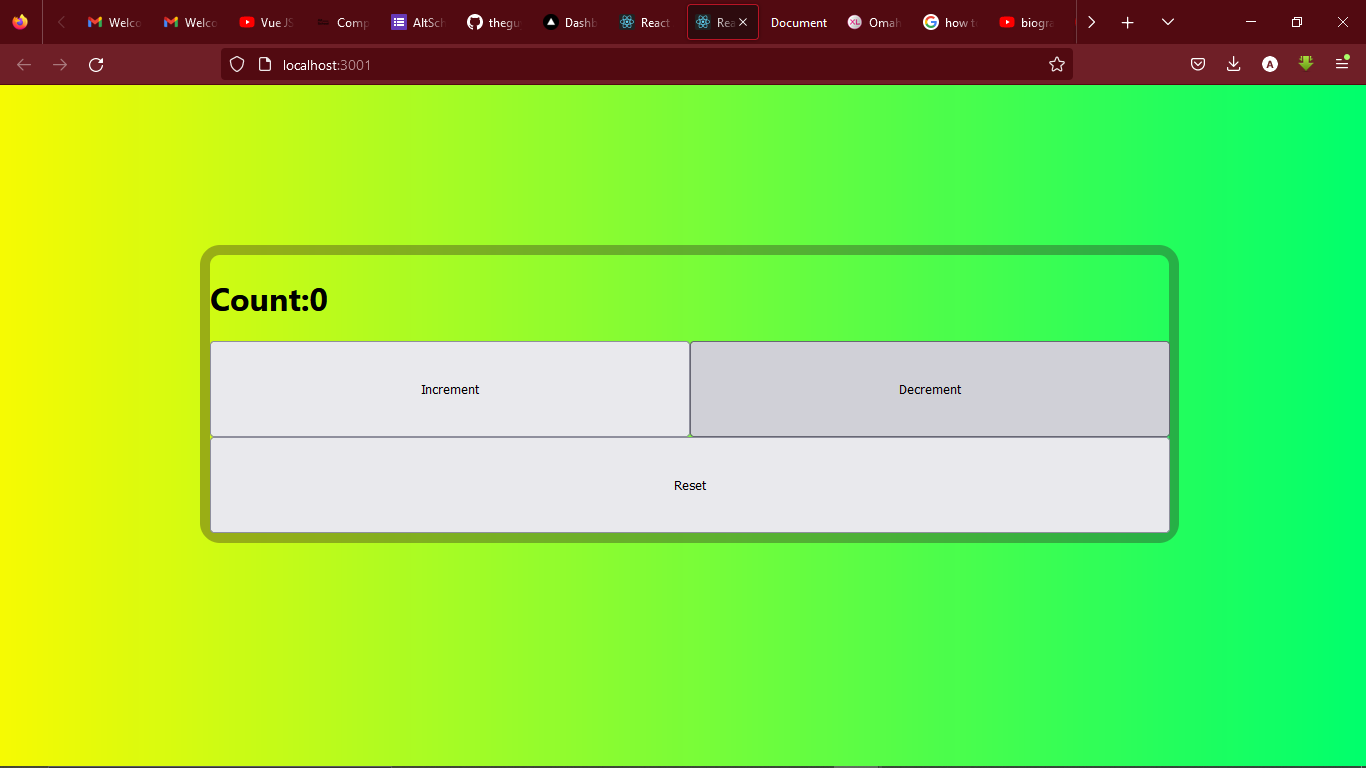 Welco
Welco
Vue JS
Comp
AltSch
thegu
Dashb
React
Rea
Document
Omah
how to
biogra
localhost:3001
Count:0
Increment
Decrement
Reset